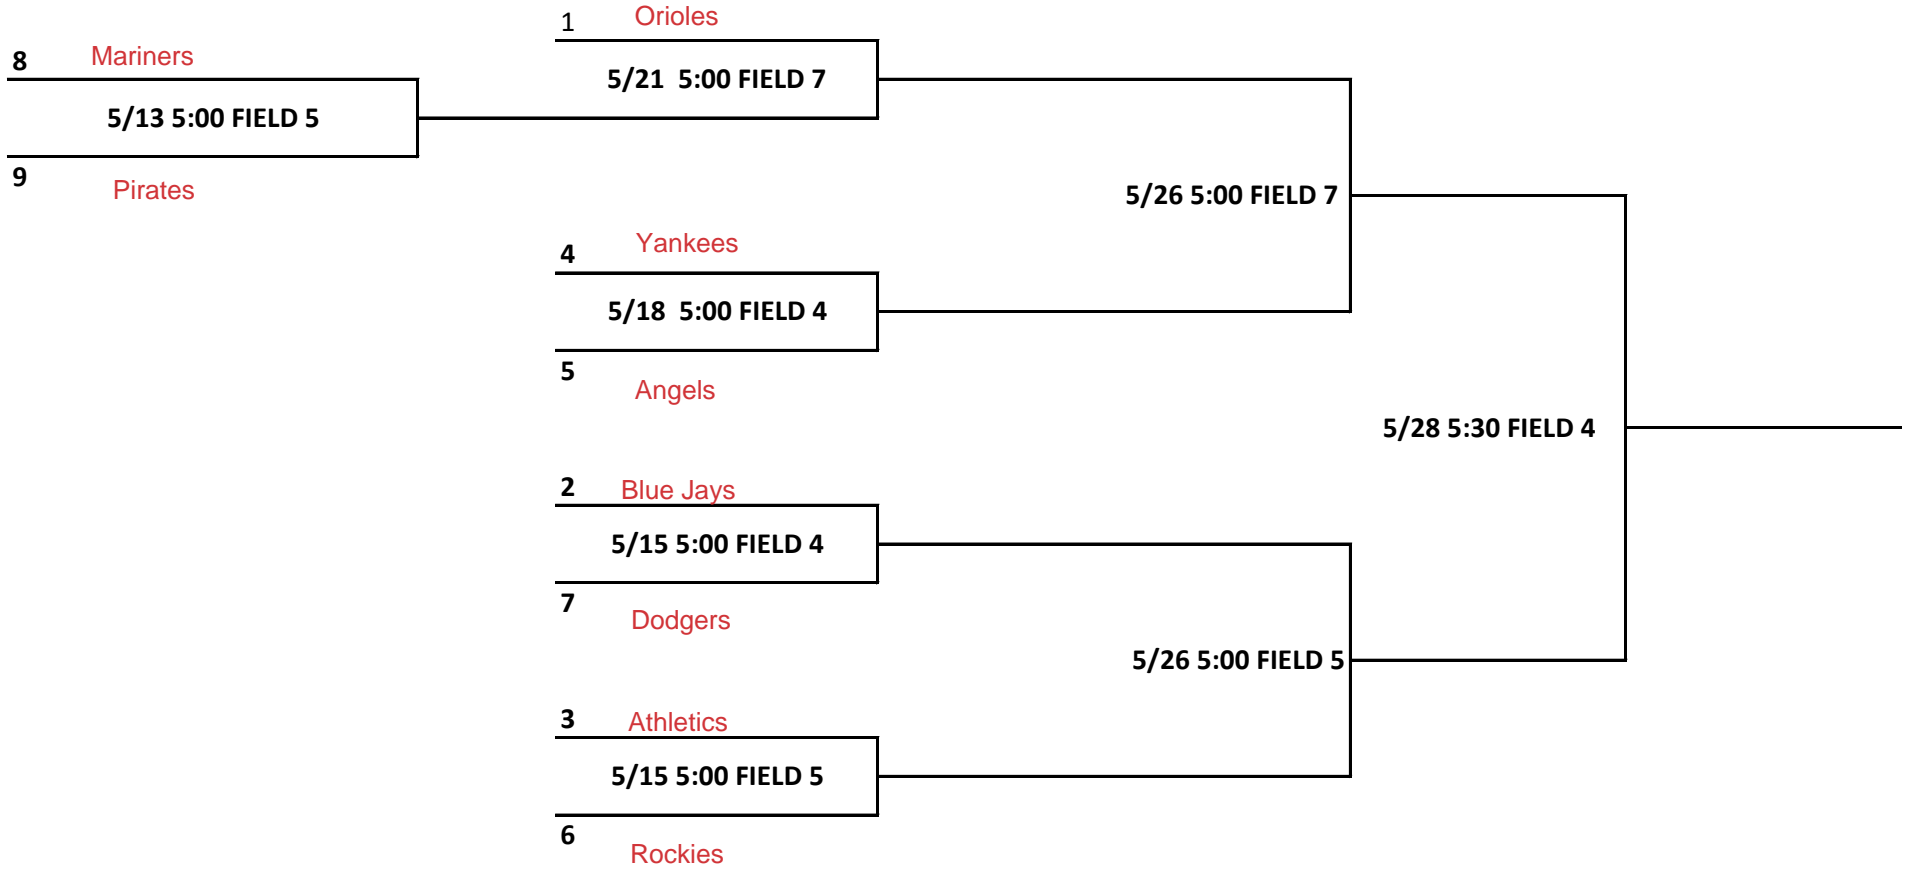 1 Orioles
8 Mariners
5/21 5:00 FIELD 7
5/13 5:00 FIELD 5
9 Pirates
5/26 5:00 FIELD 7
4 Yankees
5/18 5:00 FIELD 4
5 Angels
5/28 5:30 FIELD 4
2 Blue Jays
5/15 5:00 FIELD 4
7 Dodgers
5/26 5:00 FIELD 5
3 Athletics
5/15 5:00 FIELD 5
6 Rockies